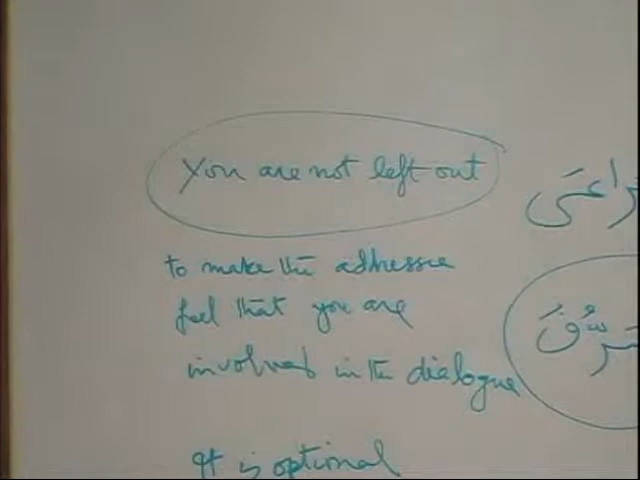 You are not left out
to make the addressee
feel that you are
involved in the dialogue
It is optional